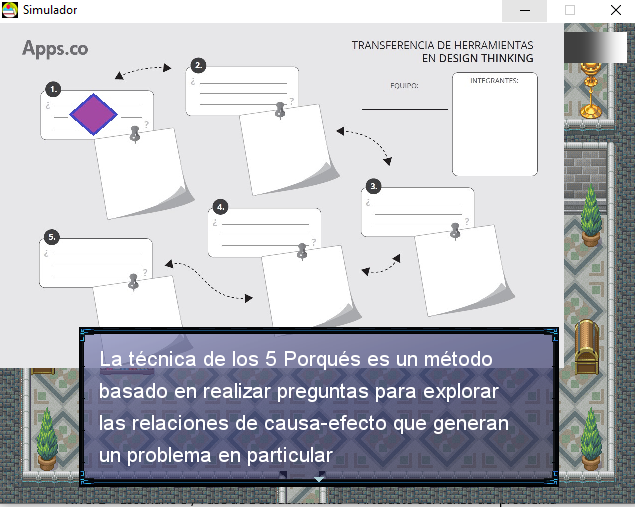 Simulador
Apps.co
TRANSFERENCIA DE HERRAMIENTAS
EN DESIGN THINKING
EQUIPO:
INTEGRANTES:
1.
¿
?
2.
3.
¿
?
4.
¿
?
5.
?
La técnica de los 5 Porqués es un método
basado en realizar preguntas para explorar
las relaciones de causa-efecto que generan
un problema en particular